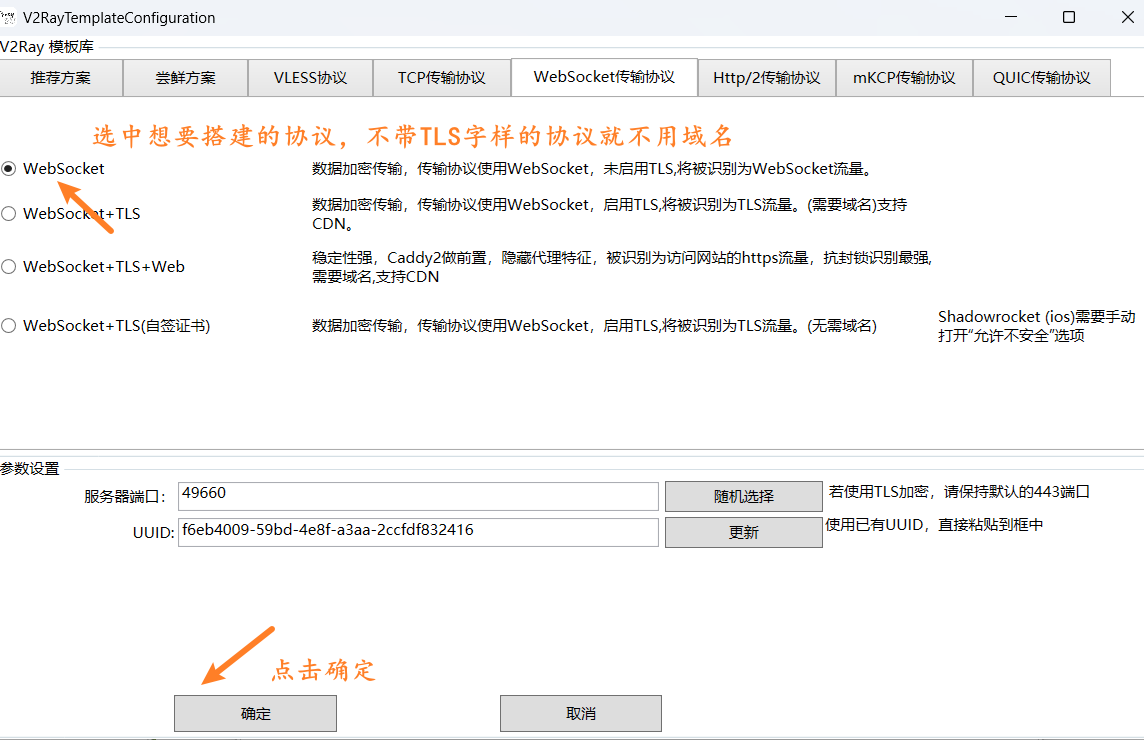 V2RayTemplateConfiguration
V2Ray 模板库
推荐方案 尝鲜方案 VLESS协议 TCP传输协议 WebSocket传输协议 Http/2传输协议 mKCP传输协议 QUIC传输协议
选中想要搭建的协议，不带TLS字样的协议就不用域名
WebSocket 数据加密传输，传输协议使用WebSocket，未启用TLS,将被识别为WebSocket流量。
WebSocket+TLS 数据加密传输，传输协议使用WebSocket，启用TLS,将被识别为TLS流量。(需要域名)支持
CDN。
WebSocket+TLS+Web 稳定性强，Caddy2做前置，隐藏代理特征，被识别为访问网站的https流量，抗封锁识别最强,
需要域名,支持CDN
WebSocket+TLS(自签证书) 数据加密传输，传输协议使用WebSocket，启用TLS,将被识别为TLS流量。(无需域名) Shadowrocket (ios)需要手动
打开“允许不安全”选项
参数设置
服务器端口： 49660 随机选择 若使用TLS加密，请保持默认的443端口
UUID: f6eb4009-59bd-4e8f-a3aa-2ccfdf832416 更新 使用已有UUID，直接粘贴到框中
点击确定
确定 取消